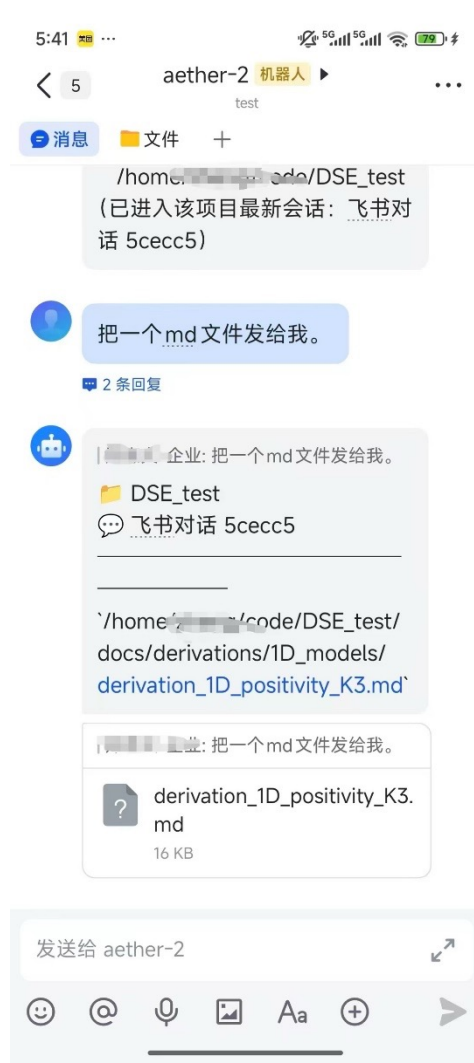 5:41 ···
5G 5G 79
5
aether-2 机器人
test
消息 文件
/home/ code/DSE_test
(已进入该项目最新会话：飞书对
话 5cecc5)
把一个md文件发给我。
2 条回复
企业: 把一个md文件发给我。
DSE_test
飞书对话 5cecc5
`/home/ /code/DSE_test/
docs/derivations/1D_models/
derivation_1D_positivity_K3.md`
企业: 把一个md文件发给我。
derivation_1D_positivity_K3.
md
16 KB
发送给 aether-2
Aa